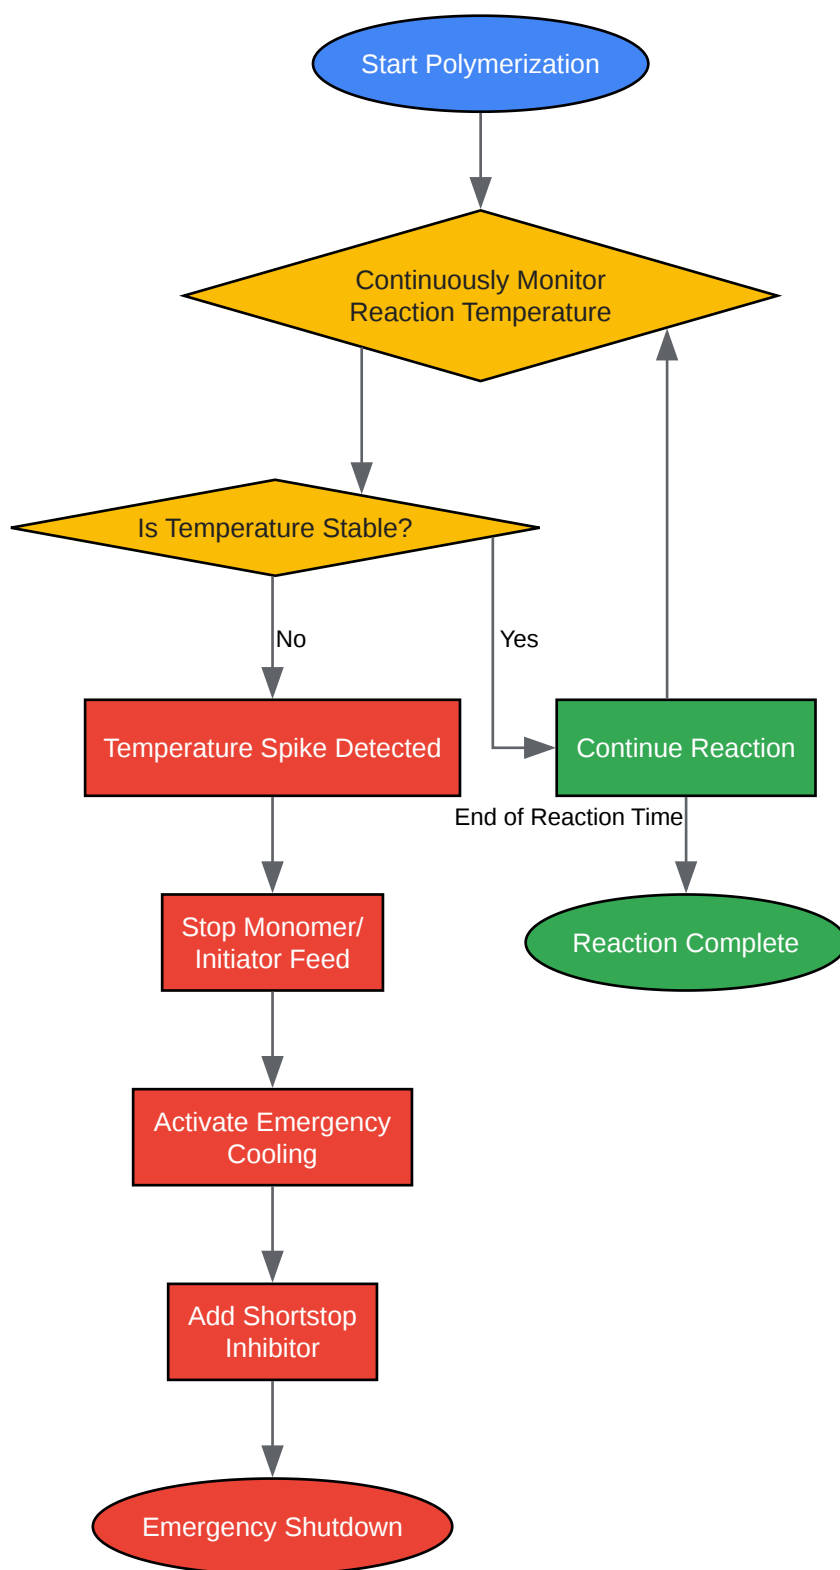 Start Polymerization
Continuously Monitor
Reaction Temperature
Is Temperature Stable?
No
Yes
Temperature Spike Detected
Continue Reaction
End of Reaction Time
Stop Monomer/
Initiator Feed
Reaction Complete
Activate Emergency
Cooling
Add Shortstop
Inhibitor
Emergency Shutdown